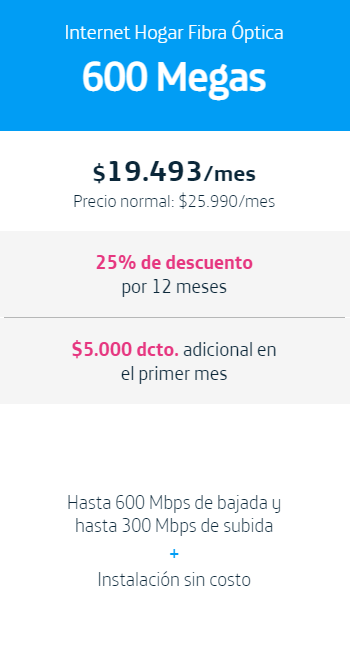 Internet Hogar Fibra Óptica
600 Megas
$19.493/mes
Precio normal: $25.990/mes
25% de descuento
por 12 meses
$5.000 dcto. adicional en
el primer mes
Hasta 600 Mbps de bajada y
hasta 300 Mbps de subida
+
Instalación sin costo